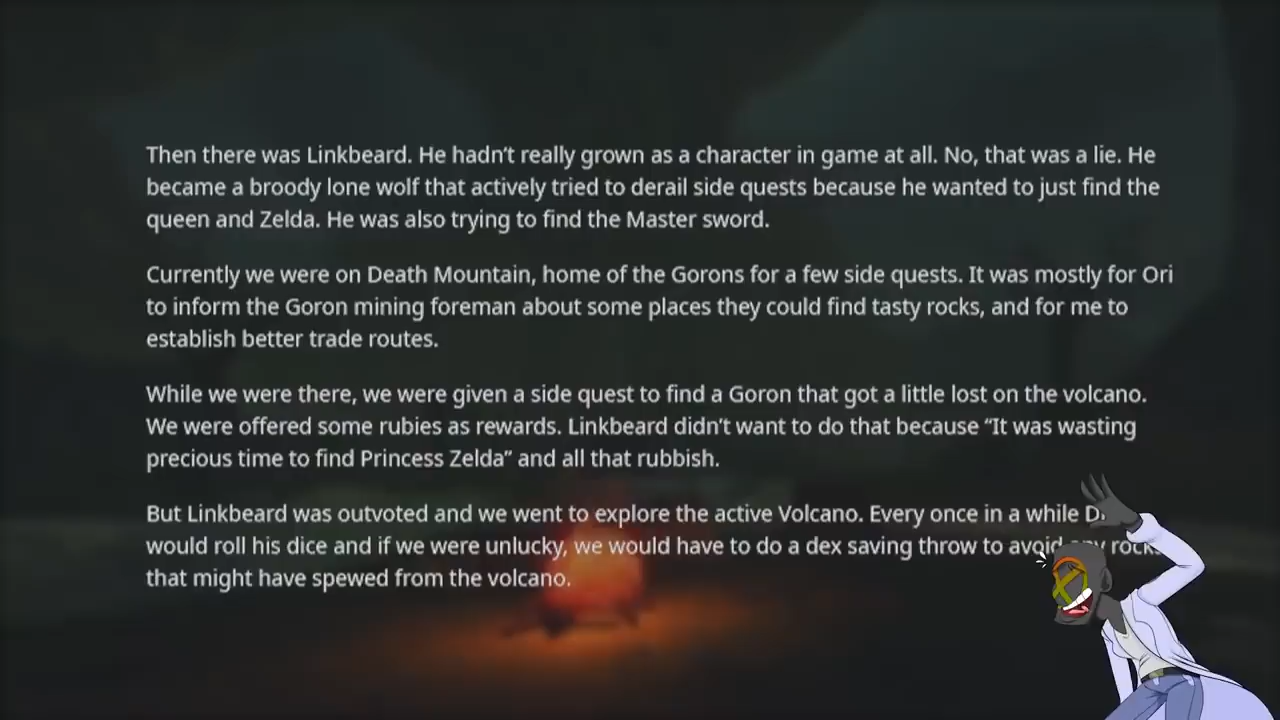 Then there was Linkbeard. He hadn’t really grown as a character in game at all. No, that was a lie. He
became a broody lone wolf that actively tried to derail side quests because he wanted to just find the
queen and Zelda. He was also trying to find the Master sword.
Currently we were on Death Mountain, home of the Gorons for a few side quests. It was mostly for Ori
to inform the Goron mining foreman about some places they could find tasty rocks, and for me to
establish better trade routes.
While we were there, we were given a side quest to find a Goron that got a little lost on the volcano.
We were offered some rubies as rewards. Linkbeard didn’t want to do that because “It was wasting
precious time to find Princess Zelda” and all that rubbish.
But Linkbeard was outvoted and we went to explore the active Volcano. Every once in a while
would roll his dice and if we were unlucky, we would have to do a dex saving throw to avoid
that might have spewed from the volcano.